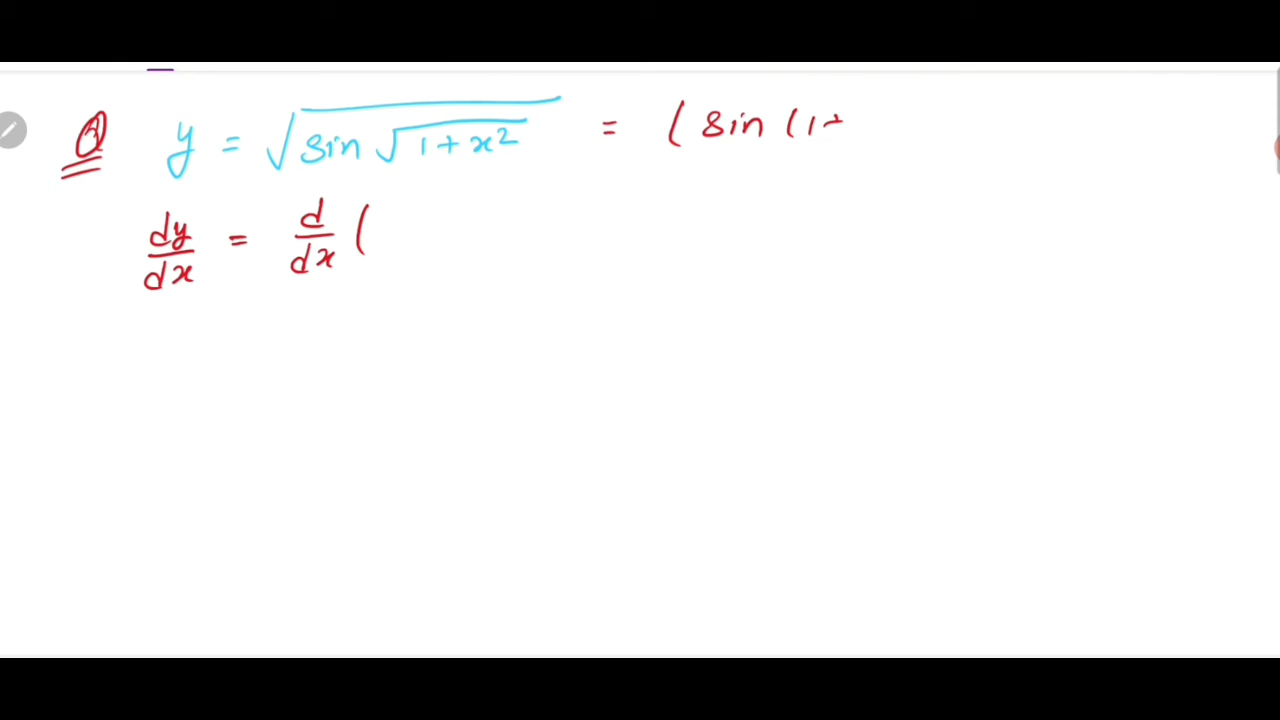 Q y = √(sin √(1 + x²)) = ( sin (1+
dy/dx = d/dx (